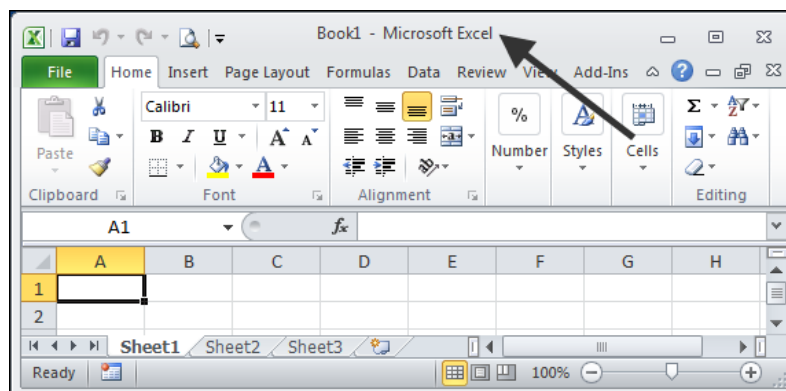 Book1 - Microsoft Excel
File Home Insert Page Layout Formulas Data Review View Add-Ins
Calibri 11 % A Σ
B I U A A Number Styles Cells
Paste
A
Clipboard Font Alignment Editing
A1 fx
A B C D E F G H
1
2
Sheet1 Sheet2 Sheet3
Ready 100%